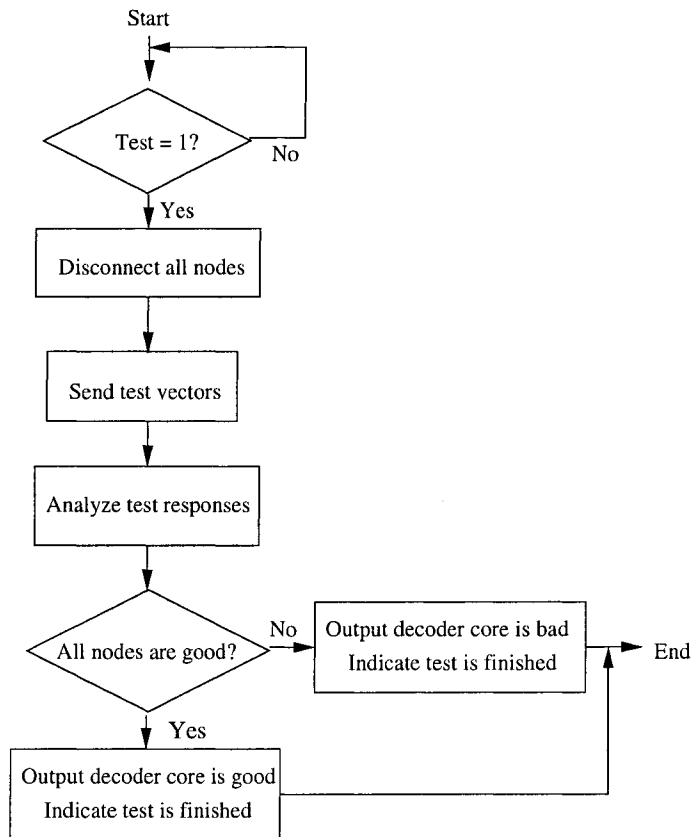 Start
Test = 1?
No
Yes
Disconnect all nodes
Send test vectors
Analyze test responses
All nodes are good?
No
Output decoder core is bad
Indicate test is finished
End
Yes
Output decoder core is good
Indicate test is finished